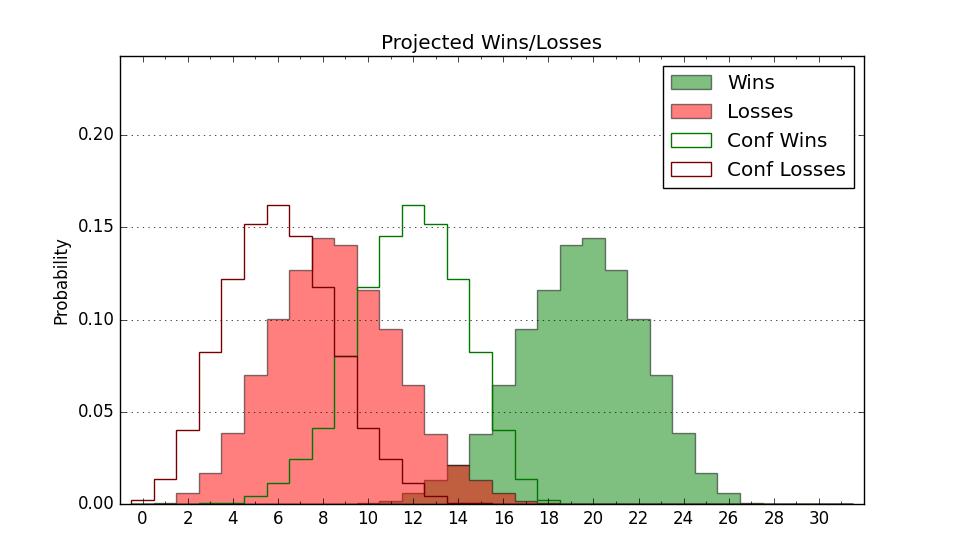 Projected Wins/Losses
Wins
Losses
Conf Wins
Conf Losses
Probability
0.20
0.15
0.10
0.05
0.00
0 2 4 6 8 10 12 14 16 18 20 22 24 26 28 30